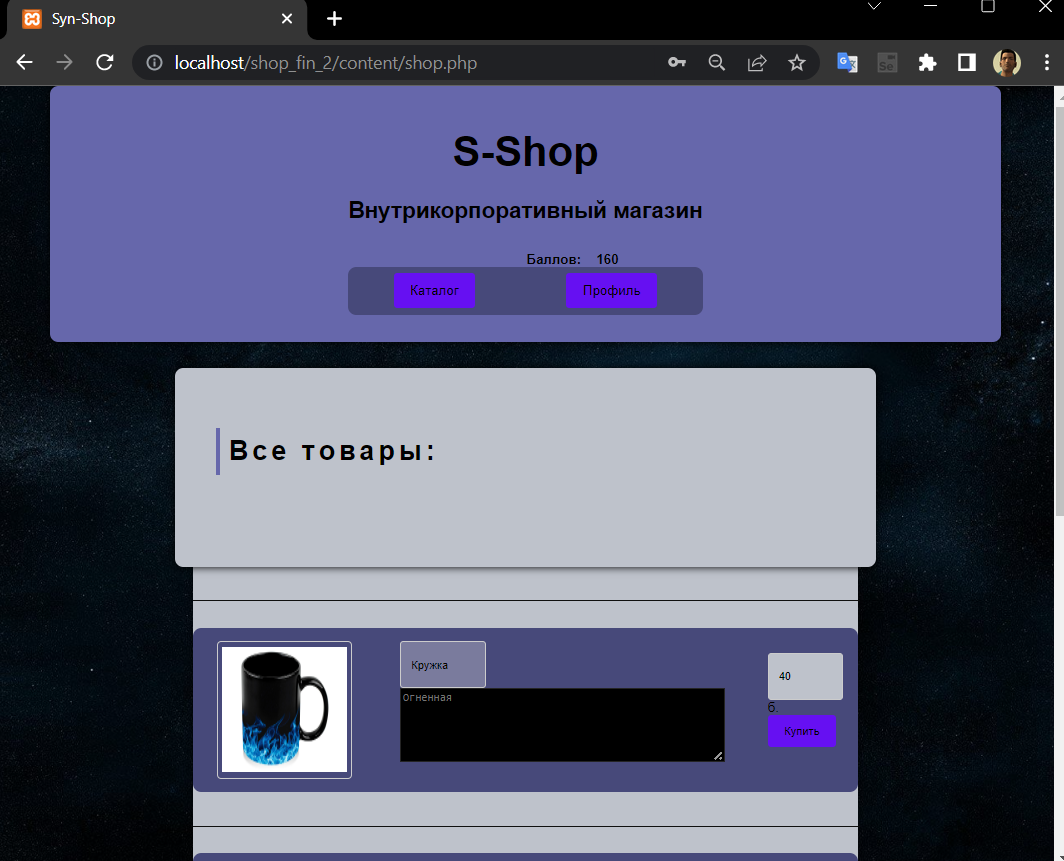 Syn-Shop
localhost/shop_fin_2/content/shop.php
S-Shop
Внутрикорпоративный магазин
Баллов: 160
Каталог Профиль
Все товары:
Кружка
Огненная
40
б.
Купить